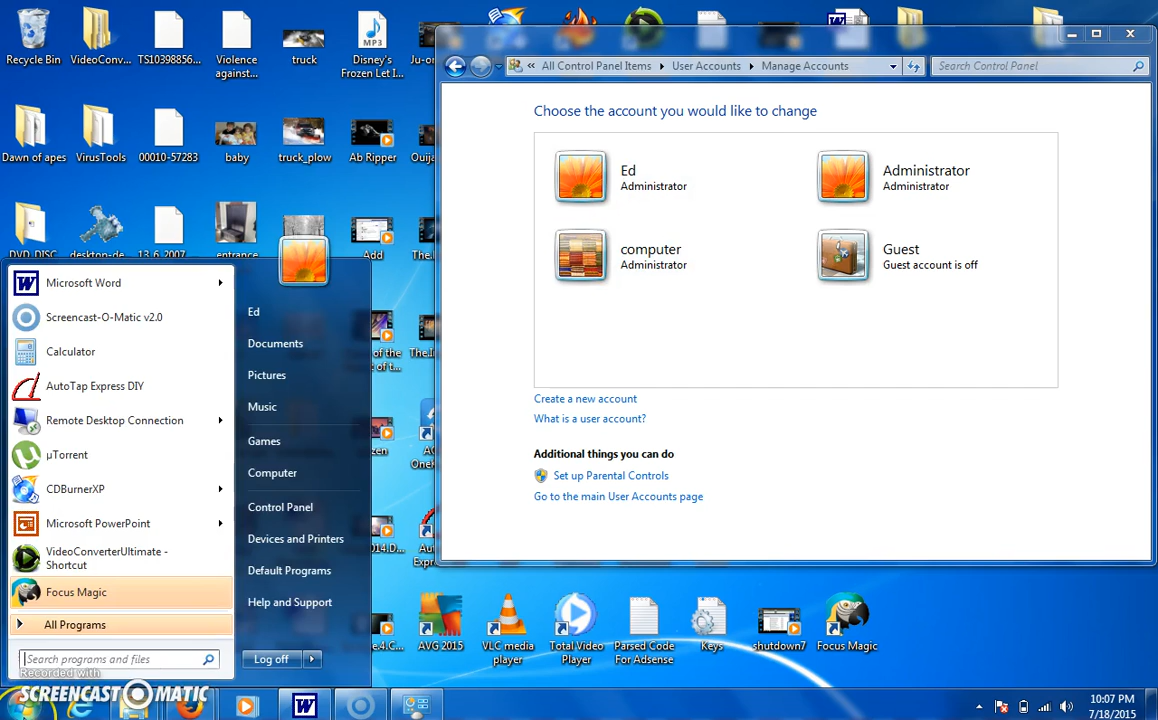 Recycle Bin
VideoConv...
TS10398856...
Violence against...
truck
Disney's Frozen Let I...
Ju-on
Dawn of apes
VirusTools
00010-57283
baby
truck_plow
Ab Ripper
Ouija
DVD_DISC
desktop-de
13_6_2007
entrance
Add
The.I
All Control Panel Items
User Accounts
Manage Accounts
Search Control Panel
Choose the account you would like to change
Ed
Administrator
Administrator
Administrator
computer
Administrator
Guest
Guest account is off
Create a new account
What is a user account?
Additional things you can do
Set up Parental Controls
Go to the main User Accounts page
Microsoft Word
Screencast-O-Matic v2.0
Calculator
AutoTap Express DIY
Remote Desktop Connection
µTorrent
CDBurnerXP
Microsoft PowerPoint
VideoConverterUltimate -
Shortcut
Focus Magic
All Programs
Search programs and files
Ed
Documents
Pictures
Music
Games
Computer
Control Panel
Devices and Printers
Default Programs
Help and Support
Log off
AVG 2015
VLC media player
Total Video Player
Parsed Code For Adsense
Keys
shutdown7
Focus Magic
Recorded with
SCREENCAST MATIC
10:07 PM
7/18/2015